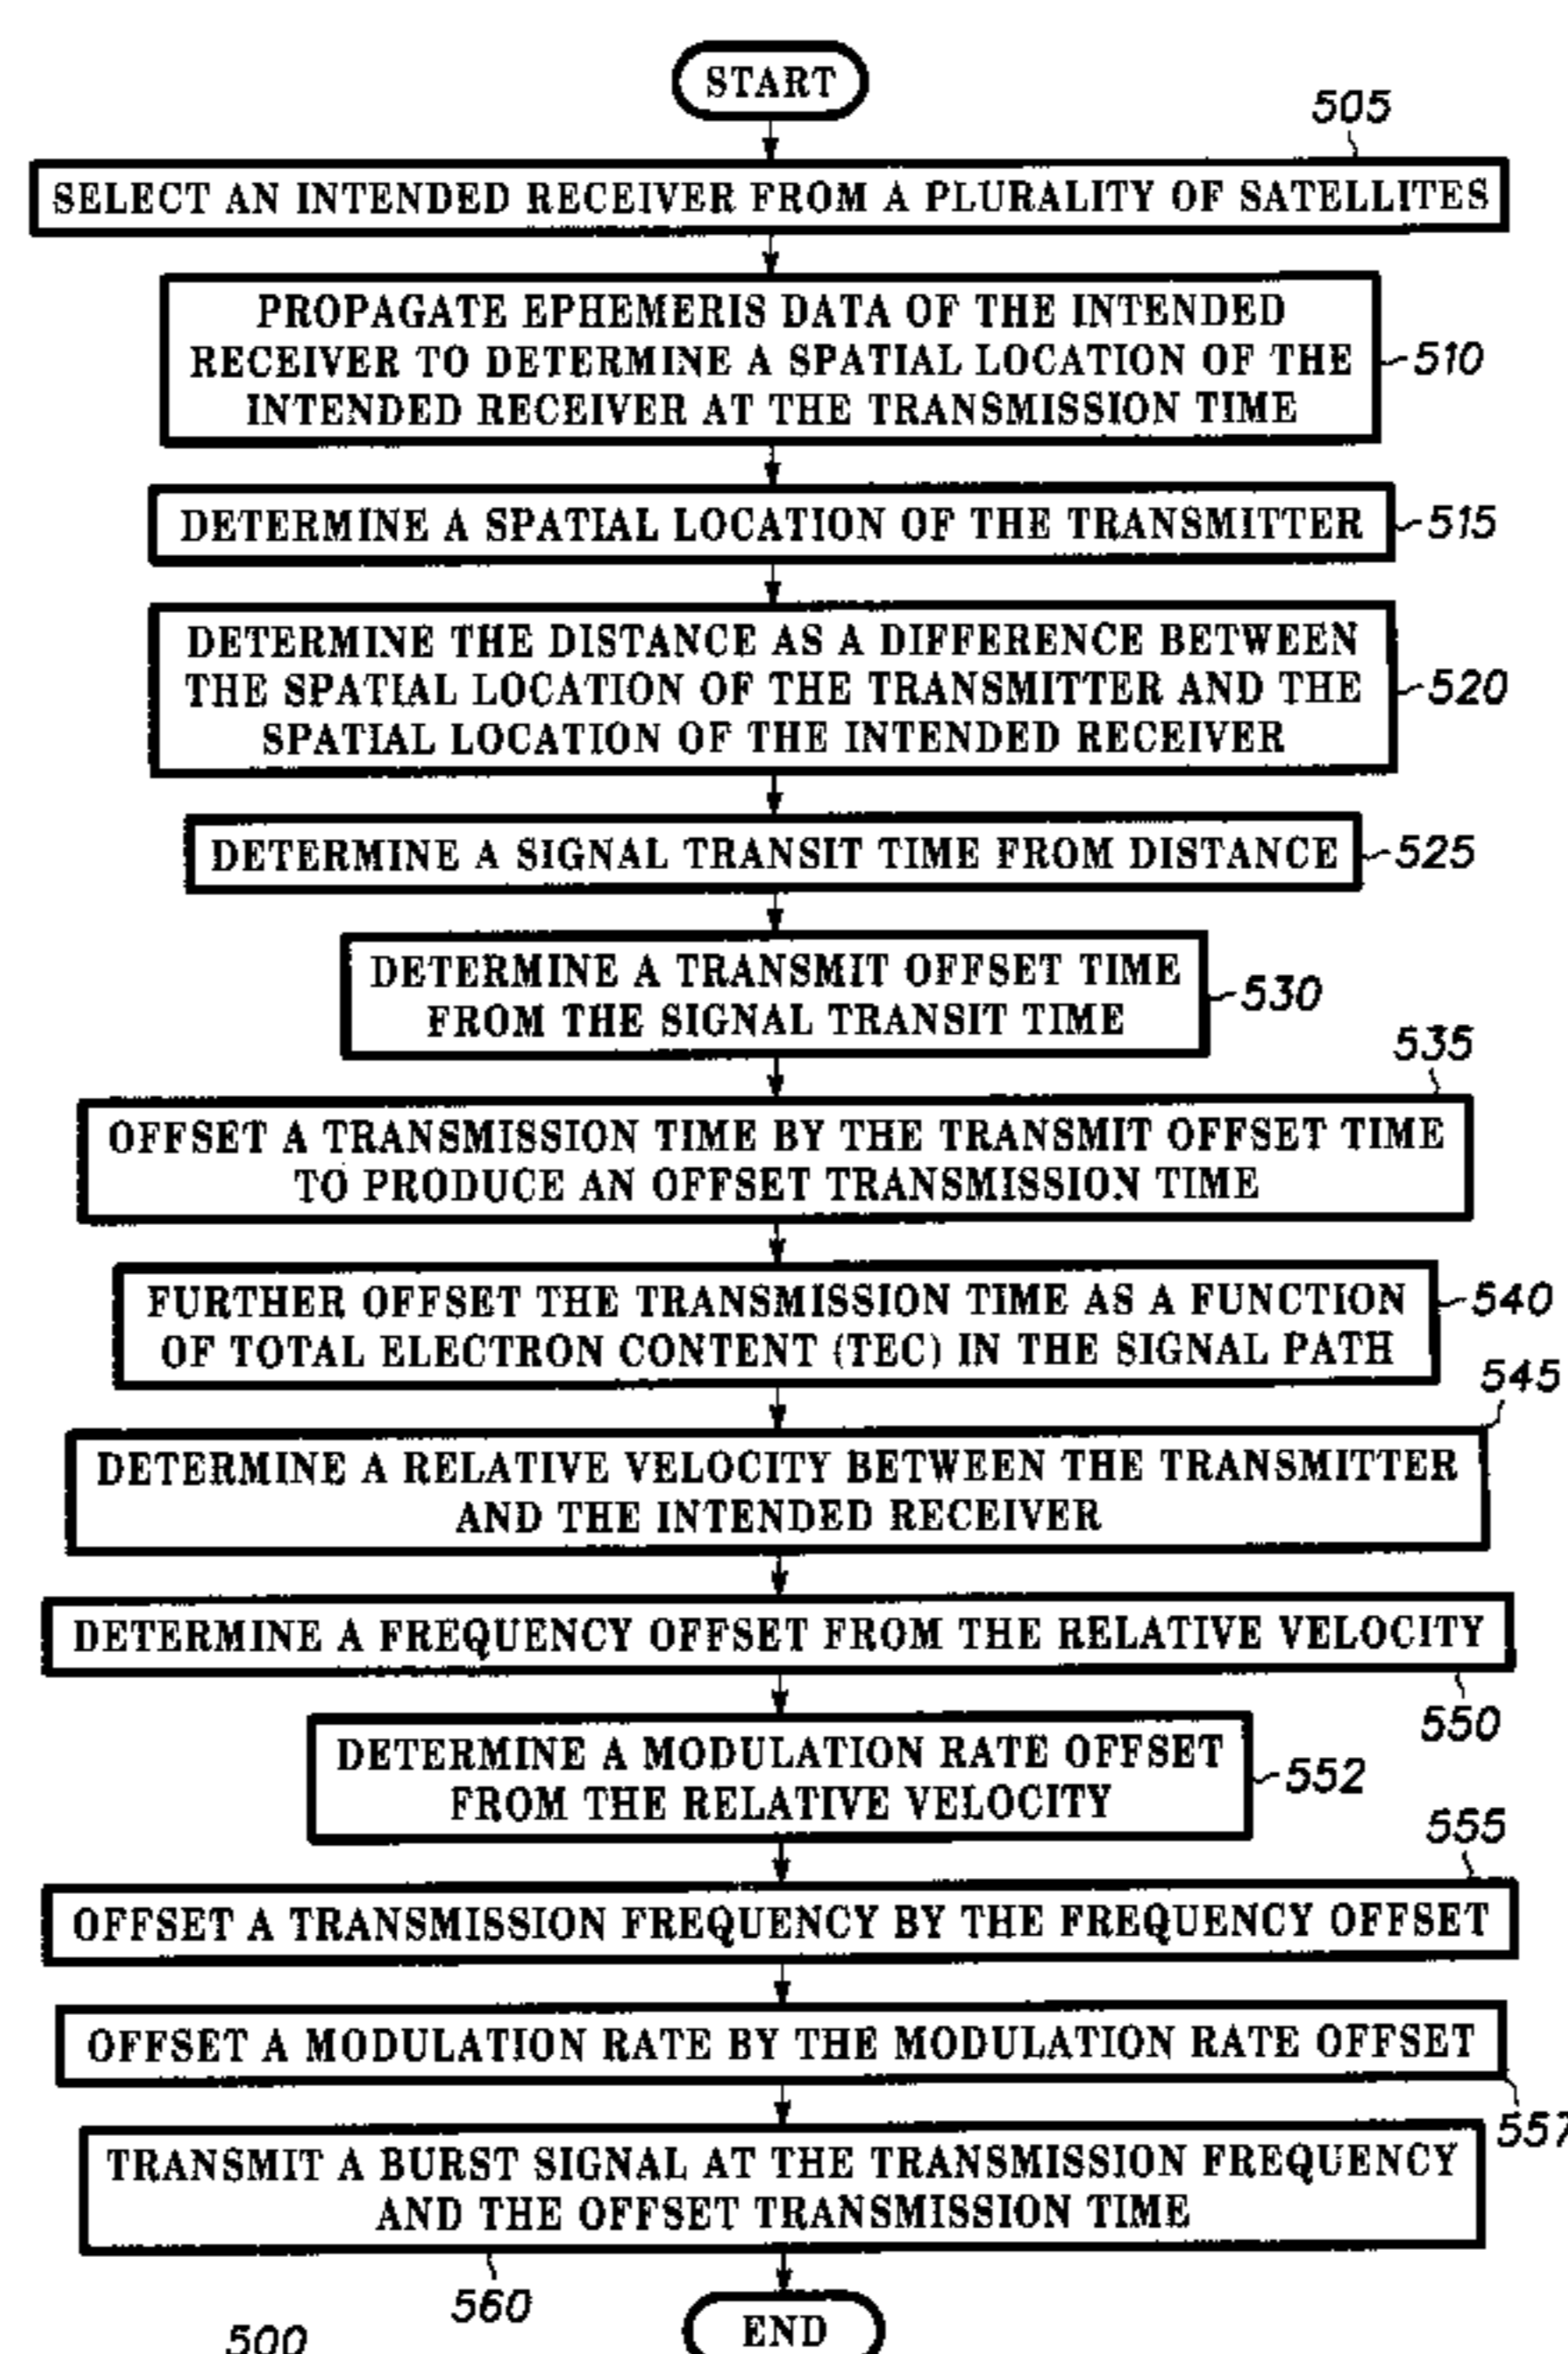 START
505
SELECT AN INTENDED RECEIVER FROM A PLURALITY OF SATELLITES
PROPAGATE EPHEMERIS DATA OF THE INTENDED
RECEIVER TO DETERMINE A SPATIAL LOCATION OF THE
INTENDED RECEIVER AT THE TRANSMISSION TIME
510
DETERMINE A SPATIAL LOCATION OF THE TRANSMITTER
515
DETERMINE THE DISTANCE AS A DIFFERENCE BETWEEN
THE SPATIAL LOCATION OF THE TRANSMITTER AND THE
SPATIAL LOCATION OF THE INTENDED RECEIVER
520
DETERMINE A SIGNAL TRANSIT TIME FROM DISTANCE
525
DETERMINE A TRANSMIT OFFSET TIME
FROM THE SIGNAL TRANSIT TIME
530
535
OFFSET A TRANSMISSION TIME BY THE TRANSMIT OFFSET TIME
TO PRODUCE AN OFFSET TRANSMISSION TIME
FURTHER OFFSET THE TRANSMISSION TIME AS A FUNCTION
OF TOTAL ELECTRON CONTENT (TEC) IN THE SIGNAL PATH
540
545
DETERMINE A RELATIVE VELOCITY BETWEEN THE TRANSMITTER
AND THE INTENDED RECEIVER
DETERMINE A FREQUENCY OFFSET FROM THE RELATIVE VELOCITY
550
DETERMINE A MODULATION RATE OFFSET
FROM THE RELATIVE VELOCITY
552
555
OFFSET A TRANSMISSION FREQUENCY BY THE FREQUENCY OFFSET
OFFSET A MODULATION RATE BY THE MODULATION RATE OFFSET
557
TRANSMIT A BURST SIGNAL AT THE TRANSMISSION FREQUENCY
AND THE OFFSET TRANSMISSION TIME
560
END
500